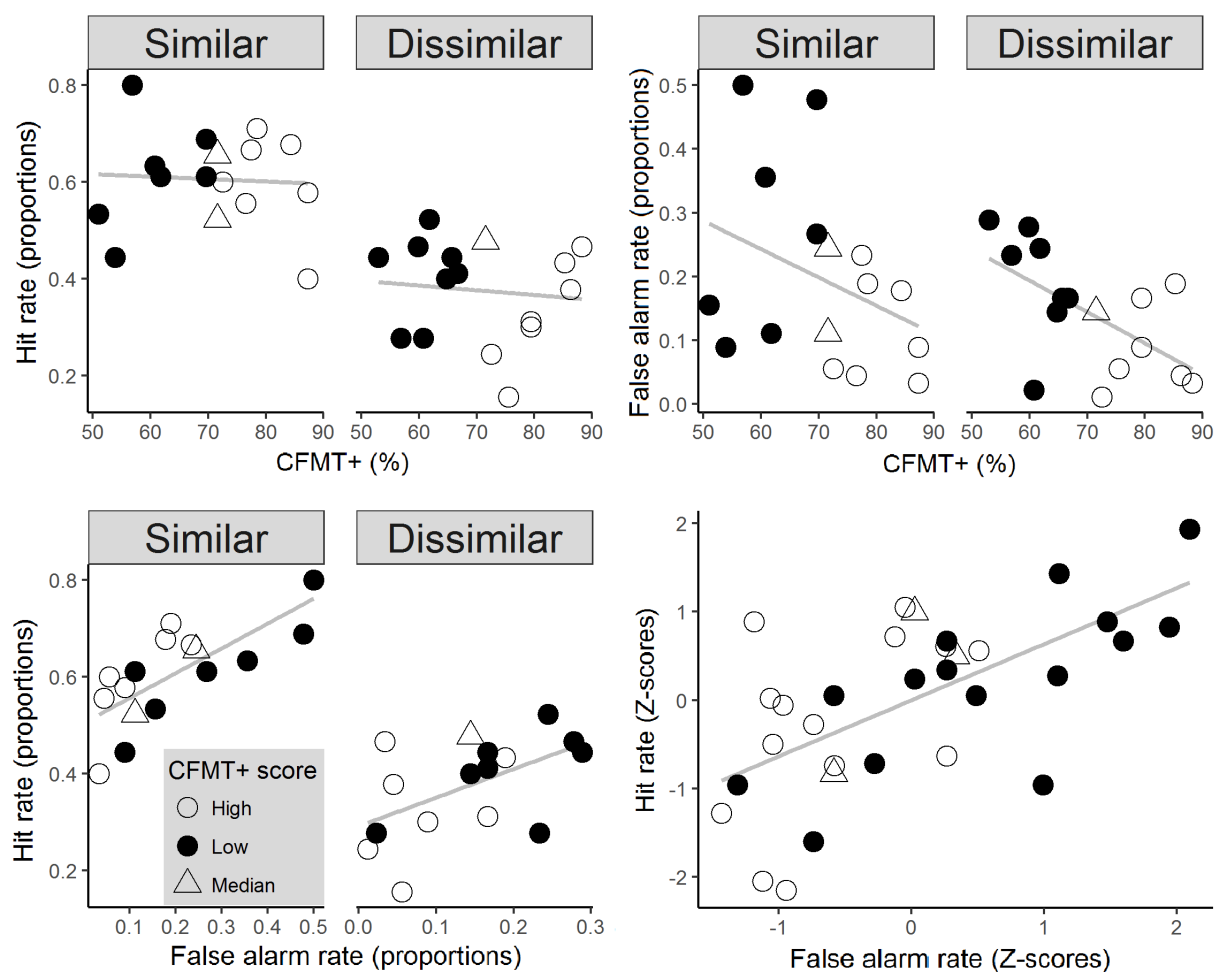 Similar
Dissimilar
Hit rate (proportions)
0.8
0.6
0.4
0.2
50 60 70 80 90
50 60 70 80 90
CFMT+ (%)
Similar
Dissimilar
False alarm rate (proportions)
0.5
0.4
0.3
0.2
0.1
0.0
50 60 70 80 90
50 60 70 80 90
CFMT+ (%)
Similar
Dissimilar
Hit rate (proportions)
0.8
0.6
0.4
0.2
CFMT+ score
High
Low
Median
0.1 0.2 0.3 0.4 0.5
0.0 0.1 0.2 0.3
False alarm rate (proportions)
Hit rate (Z-scores)
2
1
0
-1
-2
-1 0 1 2
False alarm rate (Z-scores)